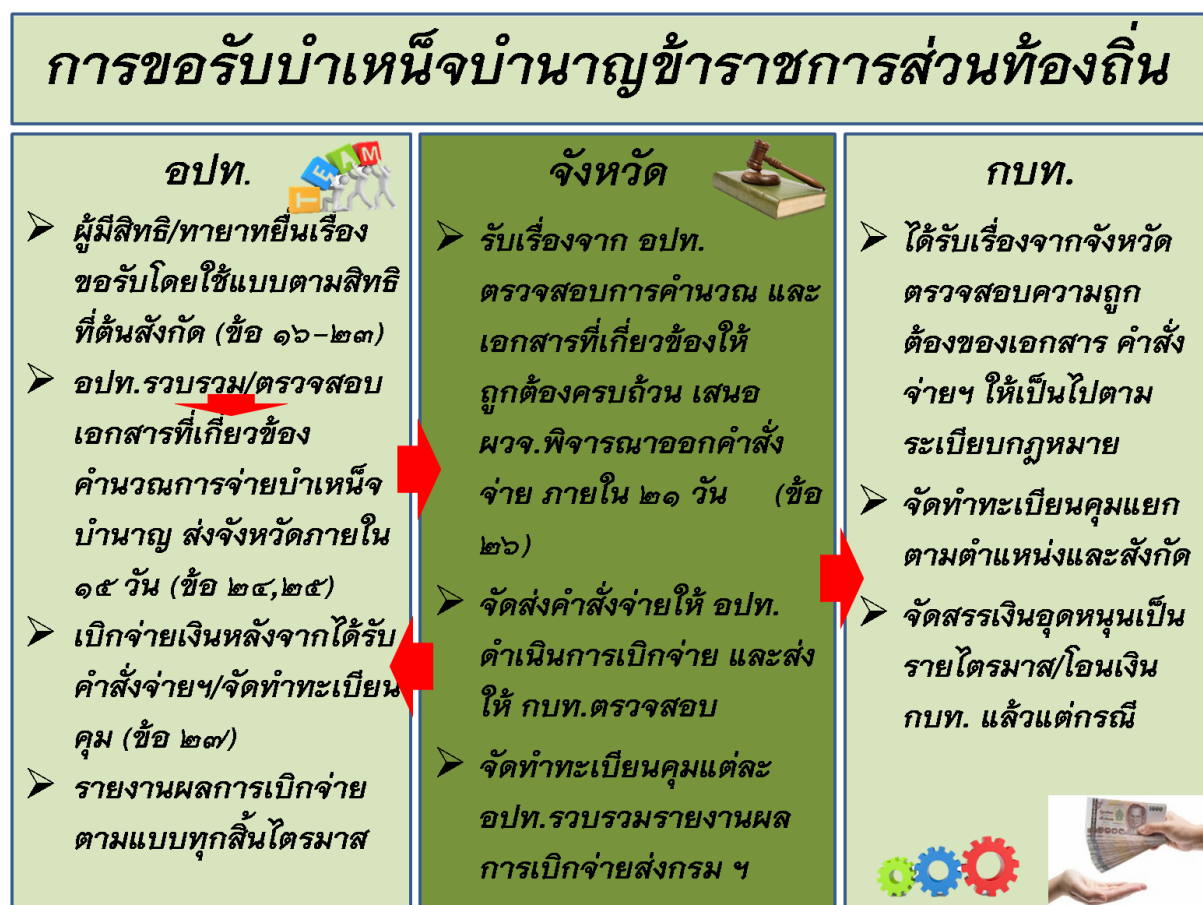 การขอรับบำเหน็จบำนาญข้าราชการส่วนท้องถิ่น
อปท.
TEAM
ผู้มีสิทธิ/ทายาทยื่นเรื่อง
ขอรับโดยใช้แบบตามสิทธิ
ที่ต้นสังกัด (ข้อ ๑๖-๒๓)
อปท.รวบรวม/ตรวจสอบ
เอกสารที่เกี่ยวข้อง
คำนวณการจ่ายบำเหน็จ
บำนาญ ส่งจังหวัดภายใน
๑๕ วัน (ข้อ ๒๔,๒๕)
เบิกจ่ายเงินหลังจากได้รับ
คำสั่งจ่ายฯ/จัดทำทะเบียน
คุม (ข้อ ๒๗)
รายงานผลการเบิกจ่าย
ตามแบบทุกสิ้นไตรมาส
จังหวัด
รับเรื่องจาก อปท.
ตรวจสอบการคำนวณ และ
เอกสารที่เกี่ยวข้องให้
ถูกต้องครบถ้วน เสนอ
ผวจ.พิจารณาออกคำสั่ง
จ่าย ภายใน ๒๑ วัน (ข้อ
๒๖)
จัดส่งคำสั่งจ่ายให้ อปท.
ดำเนินการเบิกจ่าย และส่ง
ให้ กบท.ตรวจสอบ
จัดทำทะเบียนคุมแต่ละ
อปท.รวบรวมรายงานผล
การเบิกจ่ายส่งกรม ฯ
กบท.
ได้รับเรื่องจากจังหวัด
ตรวจสอบความถูก
ต้องของเอกสาร คำสั่ง
จ่ายฯ ให้เป็นไปตาม
ระเบียบกฎหมาย
จัดทำทะเบียนคุมแยก
ตามตำแหน่งและสังกัด
จัดสรรเงินอุดหนุนเป็น
รายไตรมาส/โอนเงิน
กบท. แล้วแต่กรณี
1000